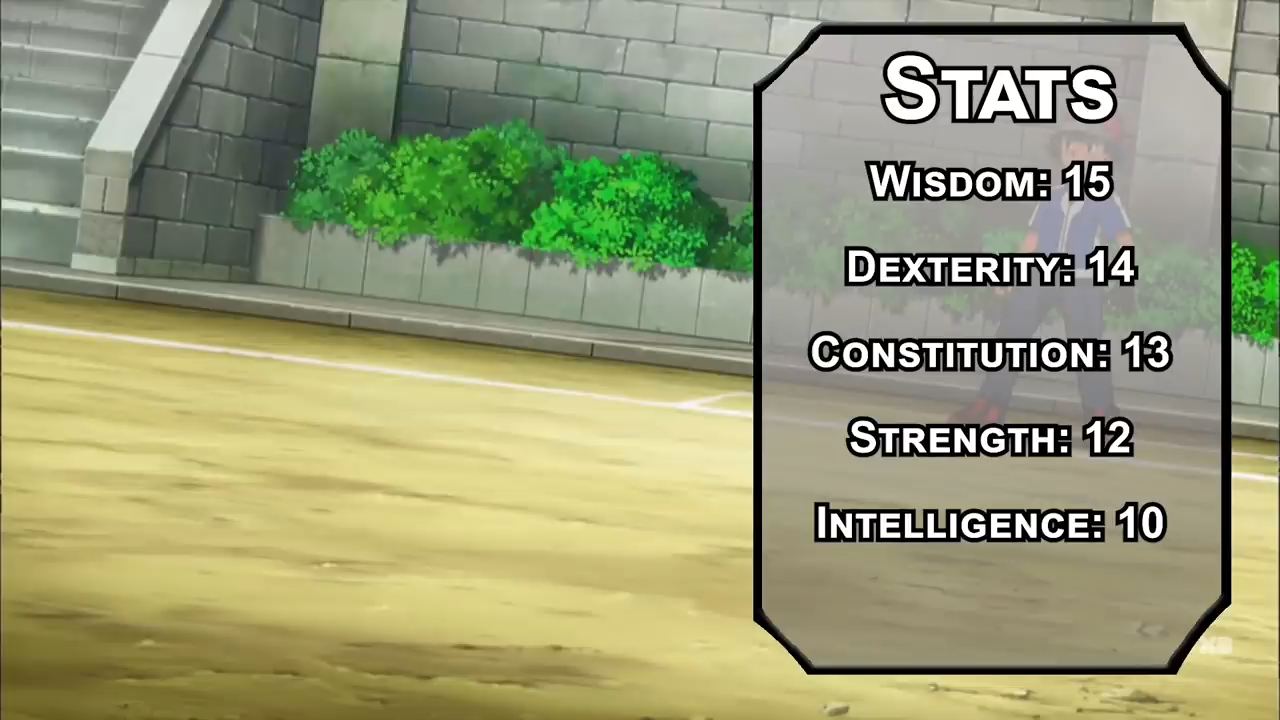 Stats
Wisdom: 15
Dexterity: 14
Constitution: 13
Strength: 12
Intelligence: 10